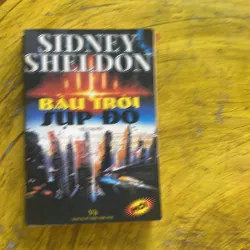 SIDNEY
SHELDON
BẦU TRỜI
SỤP ĐỔ